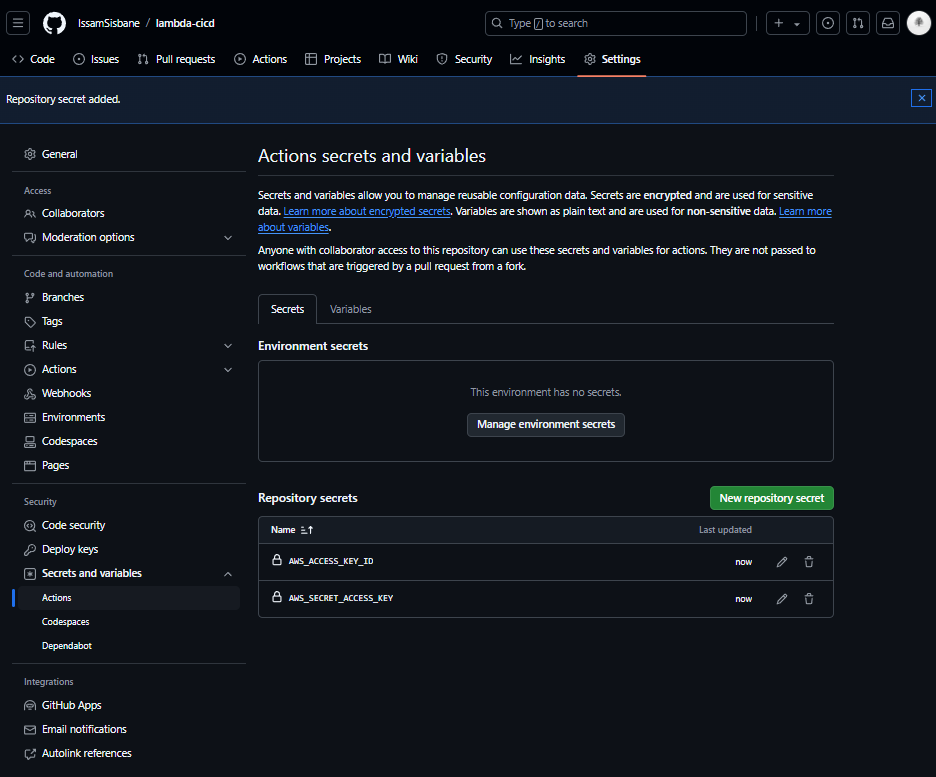 IssamSisbane / lambda-cicd
Type / to search
Code
Issues
Pull requests
Actions
Projects
Wiki
Security
Insights
Settings
Repository secret added.
General
Access
Collaborators
Moderation options
Code and automation
Branches
Tags
Rules
Actions
Webhooks
Environments
Codespaces
Pages
Security
Code security
Deploy keys
Secrets and variables
Actions
Codespaces
Dependabot
Integrations
GitHub Apps
Email notifications
Autolink references
Actions secrets and variables
Secrets and variables allow you to manage reusable configuration data. Secrets are encrypted and are used for sensitive
data. Learn more about encrypted secrets. Variables are shown as plain text and are used for non-sensitive data. Learn more
about variables.
Anyone with collaborator access to this repository can use these secrets and variables for actions. They are not passed to
workflows that are triggered by a pull request from a fork.
Secrets
Variables
Environment secrets
This environment has no secrets.
Manage environment secrets
Repository secrets
New repository secret
Name
Last updated
AWS_ACCESS_KEY_ID
now
AWS_SECRET_ACCESS_KEY
now